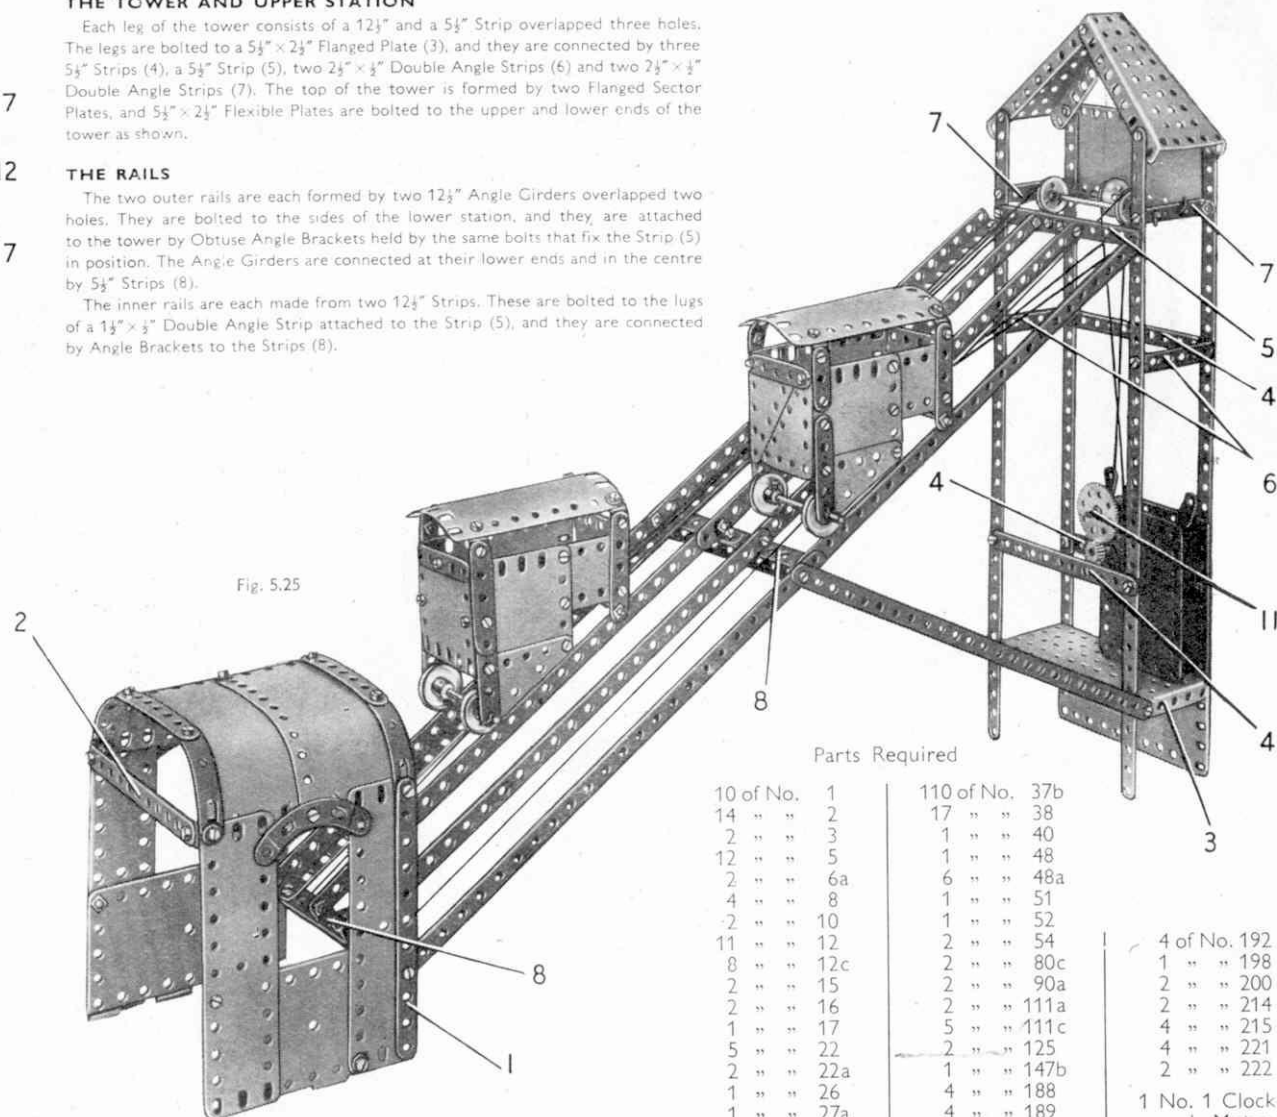 THE TOWER AND UPPER STATION
Each leg of the tower consists of a 12½″ and a 5½″ Strip overlapped three holes.
The legs are bolted to a 5½″ × 2½″ Flanged Plate (3), and they are connected by three
5½″ Strips (4), a 5½″ Strip (5), two 2½″ × ½″ Double Angle Strips (6) and two 2½″ × ½″
Double Angle Strips (7). The top of the tower is formed by two Flanged Sector
Plates, and 5½″ × 2½″ Flexible Plates are bolted to the upper and lower ends of the
tower as shown.
7
12
7
THE RAILS
The two outer rails are each formed by two 12½″ Angle Girders overlapped two
holes. They are bolted to the sides of the lower station, and they are attached
to the tower by Obtuse Angle Brackets held by the same bolts that fix the Strip (5)
in position. The Angle Girders are connected at their lower ends and in the centre
by 5½″ Strips (8).
The inner rails are each made from two 12½″ Strips. These are bolted to the lugs
of a 1½″ × ½″ Double Angle Strip attached to the Strip (5), and they are connected
by Angle Brackets to the Strips (8).
7
7
5
4
6
4
11
4
3
8
Fig. 5.25
2
8
1
Parts Required
10 of No. 1
14 " " 2
2 " " 3
12 " " 5
2 " " 6a
4 " " 8
2 " " 10
11 " " 12
8 " " 12c
2 " " 15
2 " " 16
1 " " 17
5 " " 22
2 " " 22a
1 " " 26
1 " " 27a
110 of No. 37b
17 " " 38
1 " " 40
1 " " 48
6 " " 48a
1 " " 51
1 " " 52
2 " " 54
2 " " 80c
2 " " 90a
2 " " 111a
5 " " 111c
2 " " 125
1 " " 147b
4 " " 188
4 " " 189
4 of No. 192
1 " " 198
2 " " 200
2 " " 214
4 " " 215
4 " " 221
2 " " 222
1 No. 1 Clock